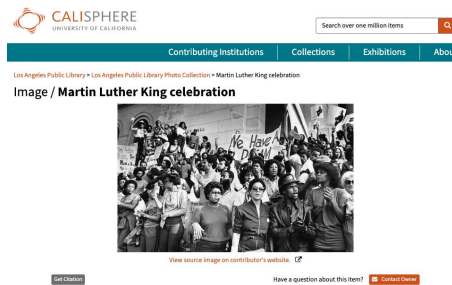 CALISPHERE
UNIVERSITY OF CALIFORNIA
Search over one million items
Contributing Institutions Collections Exhibitions Abou
Los Angeles Public Library > Los Angeles Public Library Photo Collection > Martin Luther King celebration
Image / Martin Luther King celebration
We Have A
DREAM
View source image on contributor's website.
Get Citation Have a question about this item? Contact Owner